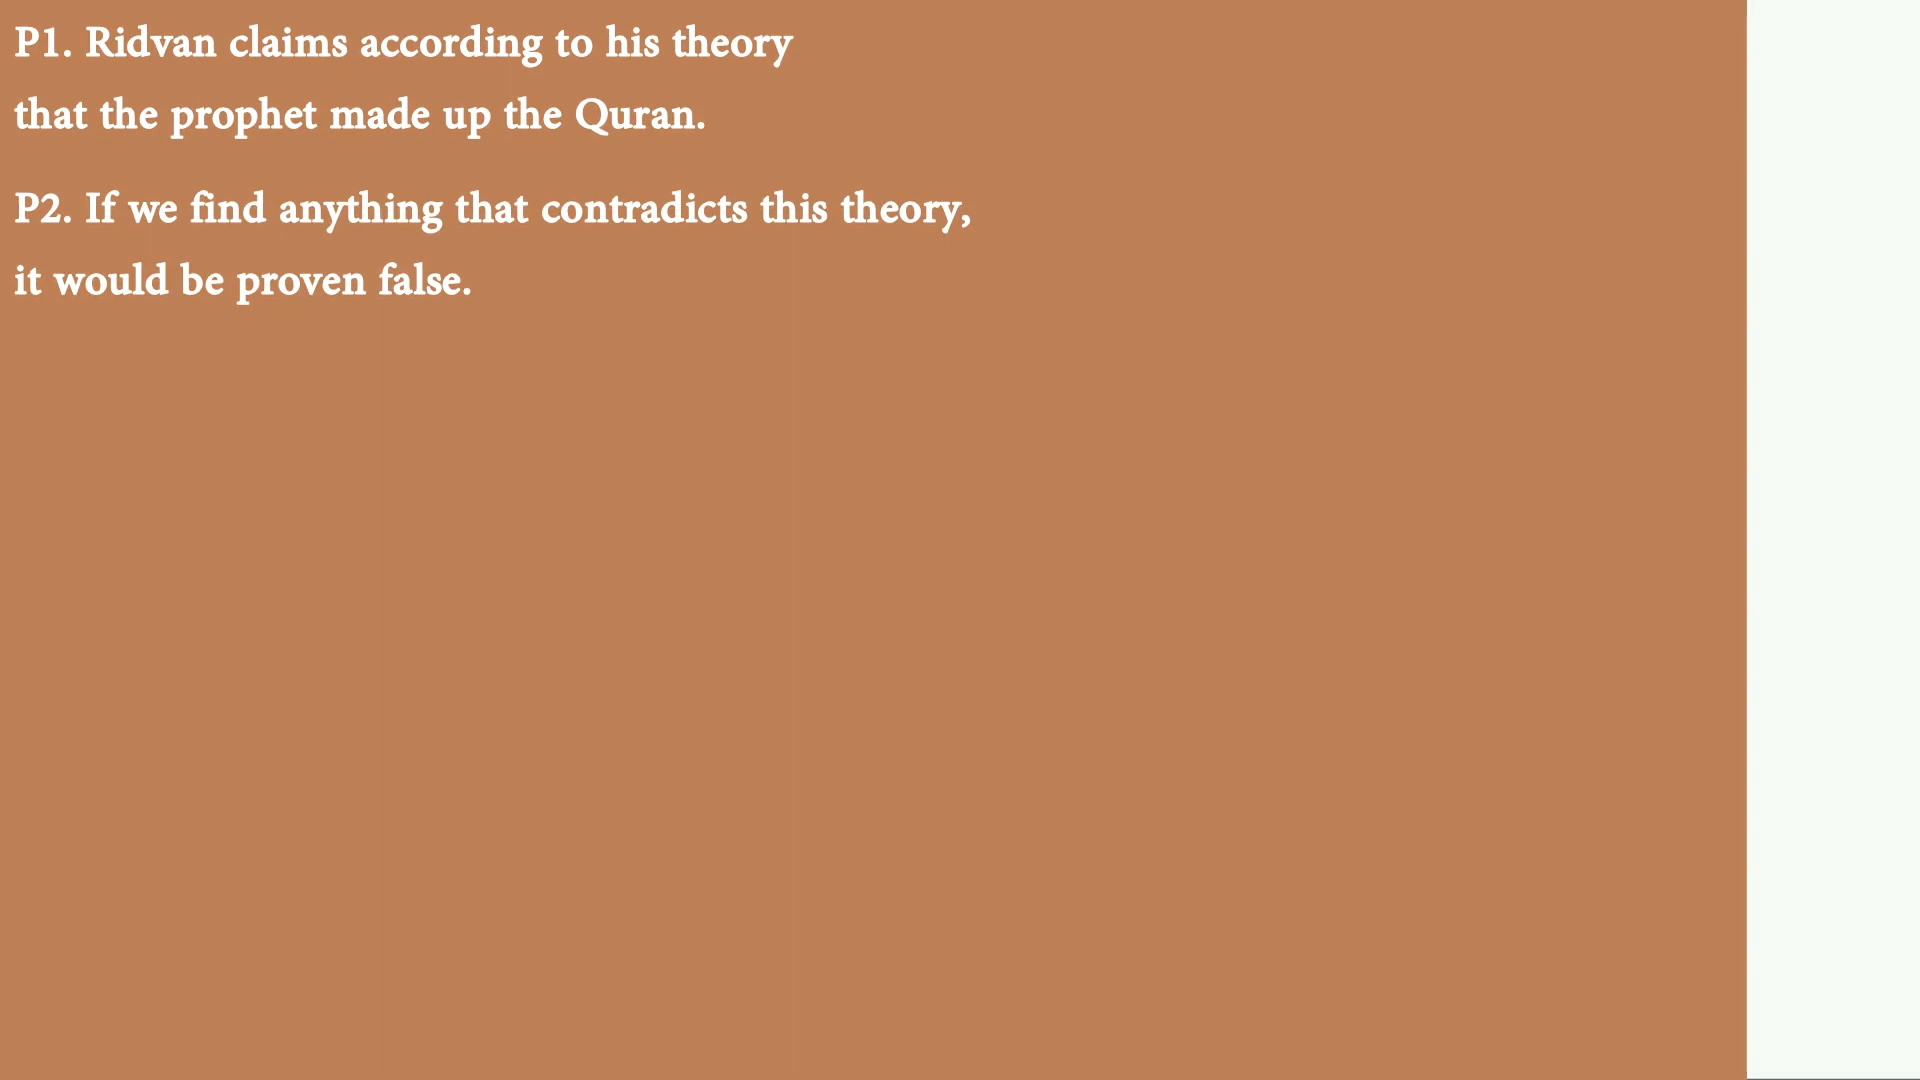 P1. Ridvan claims according to his theory
that the prophet made up the Quran.
P2. If we find anything that contradicts this theory,
it would be proven false.